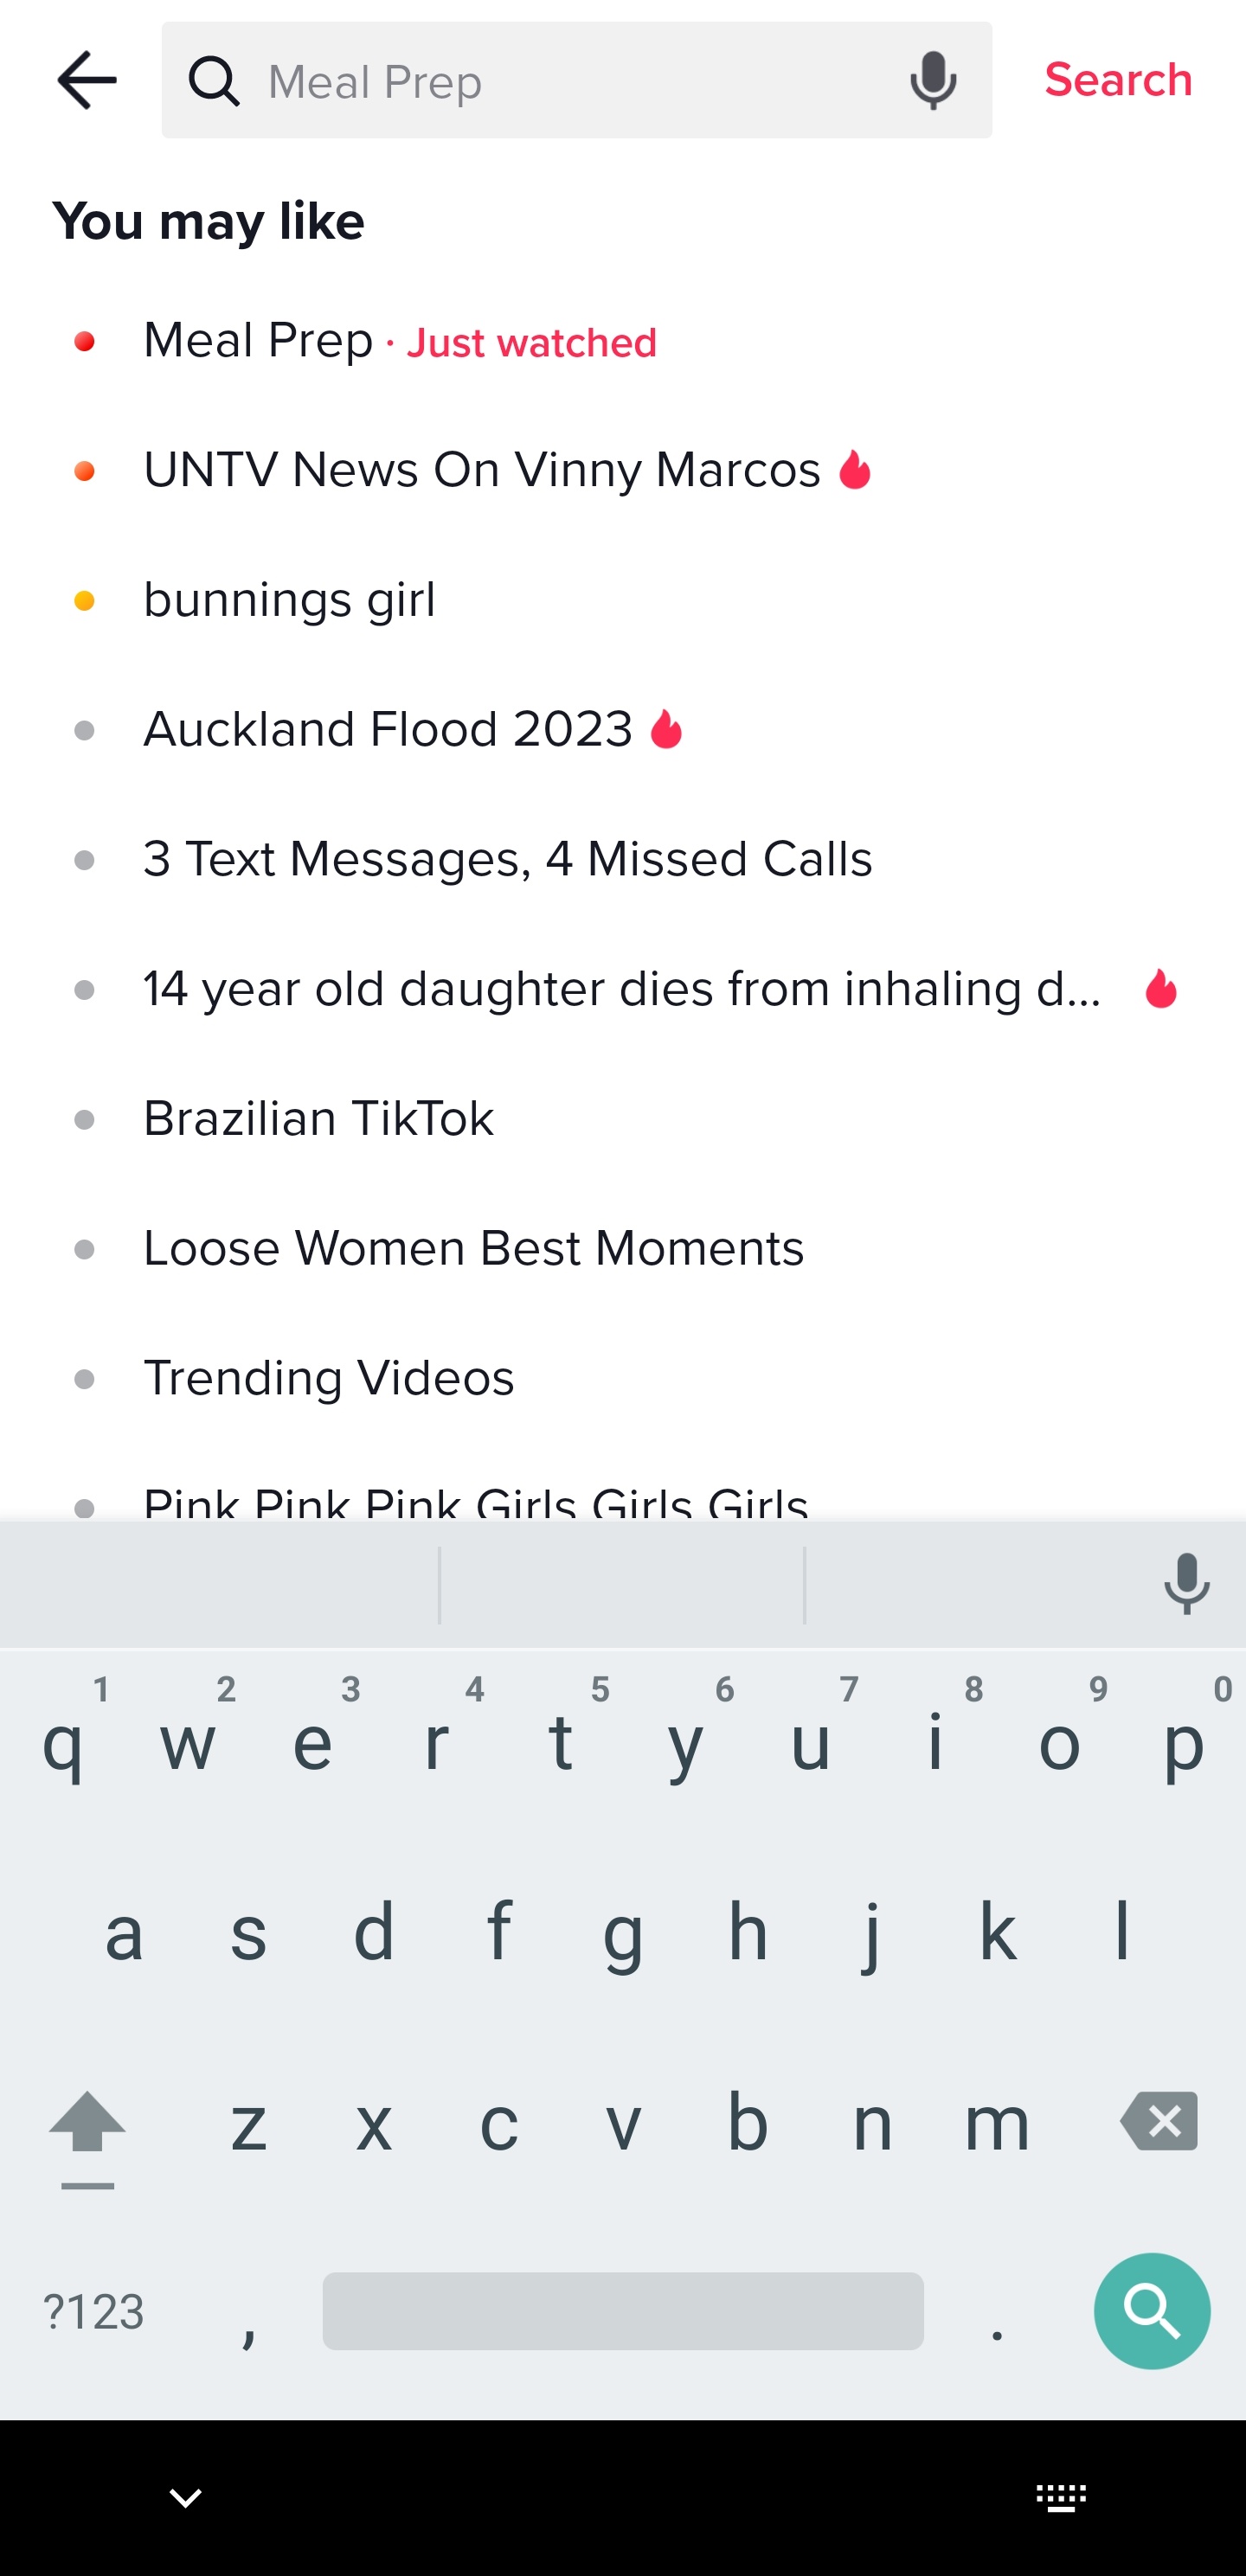 Meal Prep
Search
You may like
Meal Prep · Just watched
UNTV News On Vinny Marcos
bunnings girl
Auckland Flood 2023
3 Text Messages, 4 Missed Calls
14 year old daughter dies from inhaling d...
Brazilian TikTok
Loose Women Best Moments
Trending Videos
Pink Pink Pink Girls Girls Girls
1 2 3 4 5 6 7 8 9 0
q w e r t y u i o p
a s d f g h j k l
z x c v b n m
?123 , .